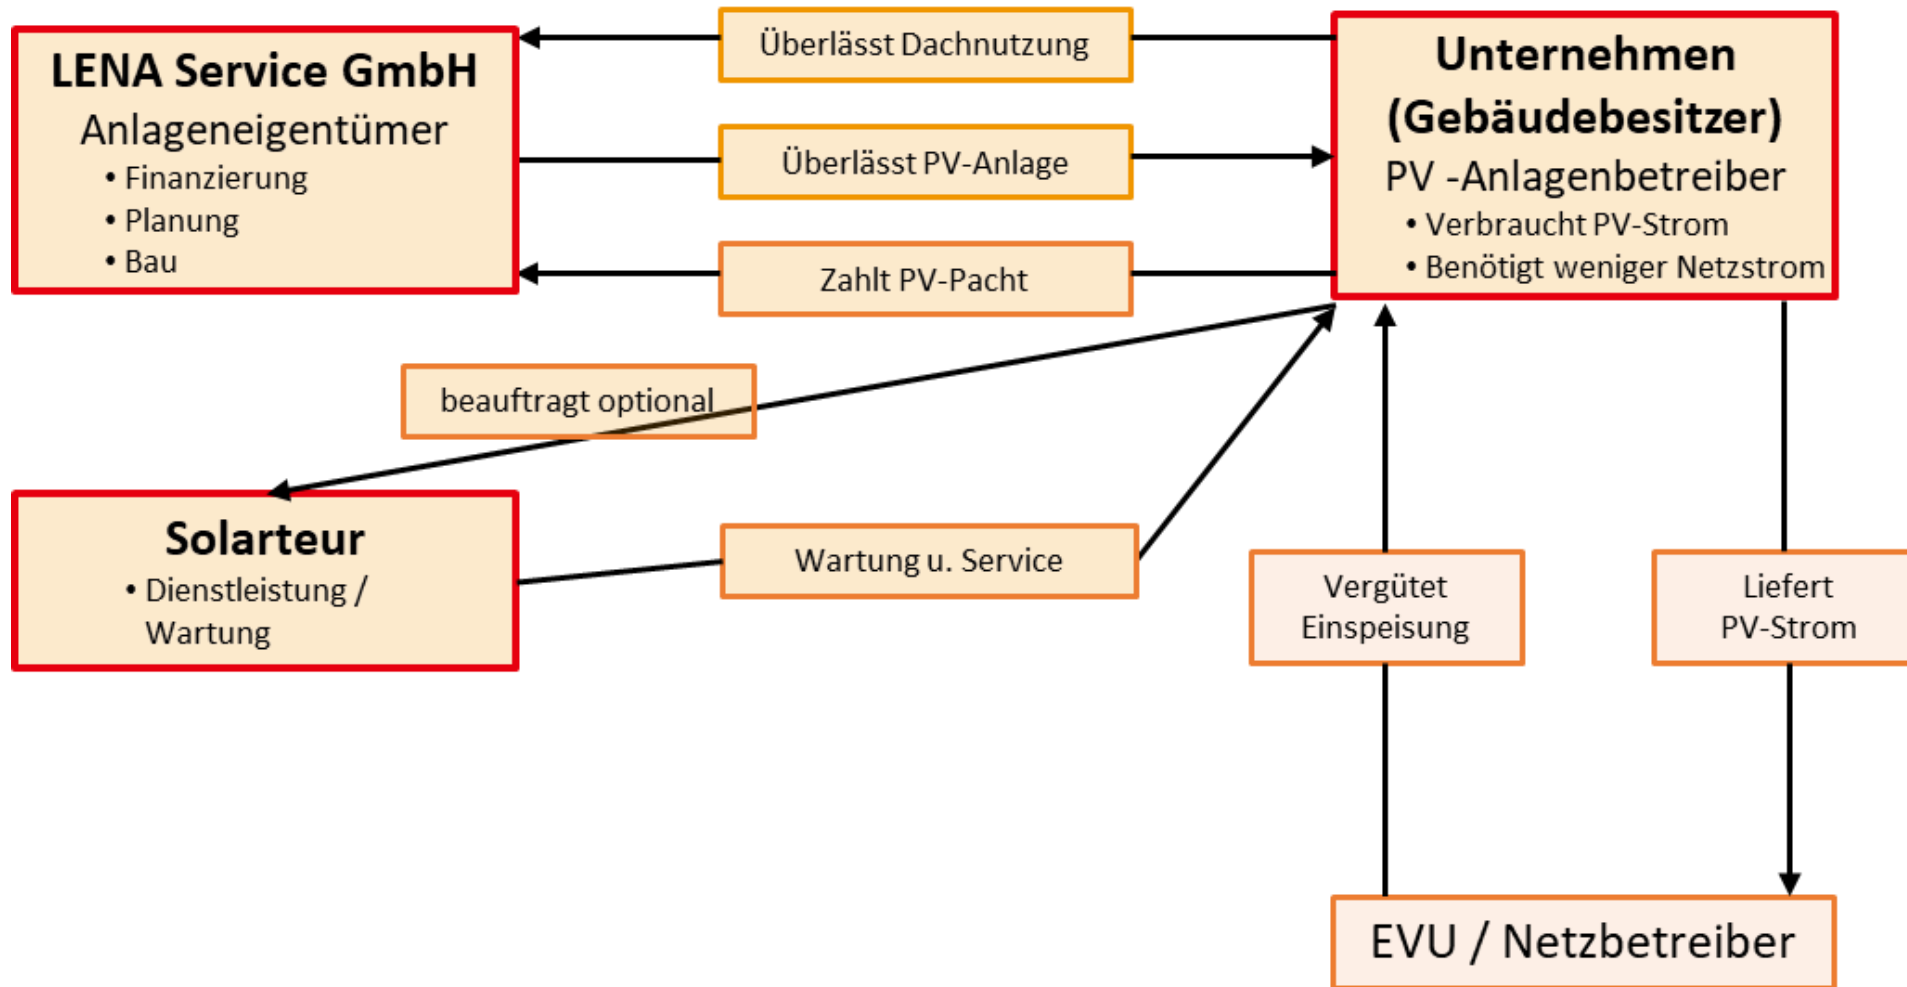 LENA Service GmbH
Anlageneigentümer
• Finanzierung
• Planung
• Bau
Überlässt Dachnutzung
Überlässt PV-Anlage
Zahlt PV-Pacht
Unternehmen
(Gebäudebesitzer)
PV -Anlagenbetreiber
• Verbraucht PV-Strom
• Benötigt weniger Netzstrom
beauftragt optional
Solarteur
• Dienstleistung /
Wartung
Wartung u. Service
Vergütet
Einspeisung
Liefert
PV-Strom
EVU / Netzbetreiber